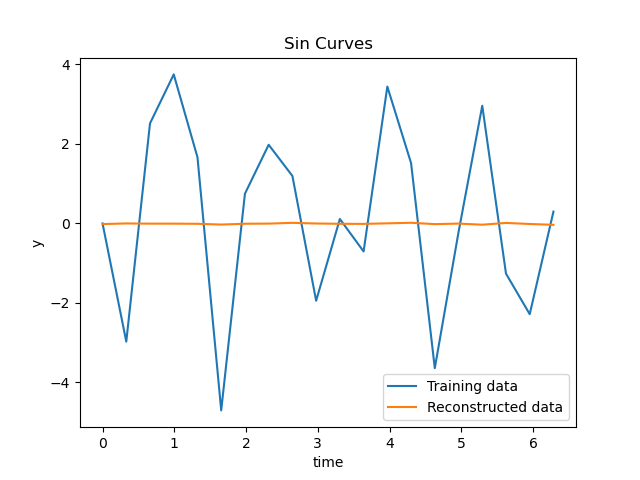 Sin Curves
4
2
0
−2
−4
y
0
1
2
3
4
5
6
time
Training data
Reconstructed data